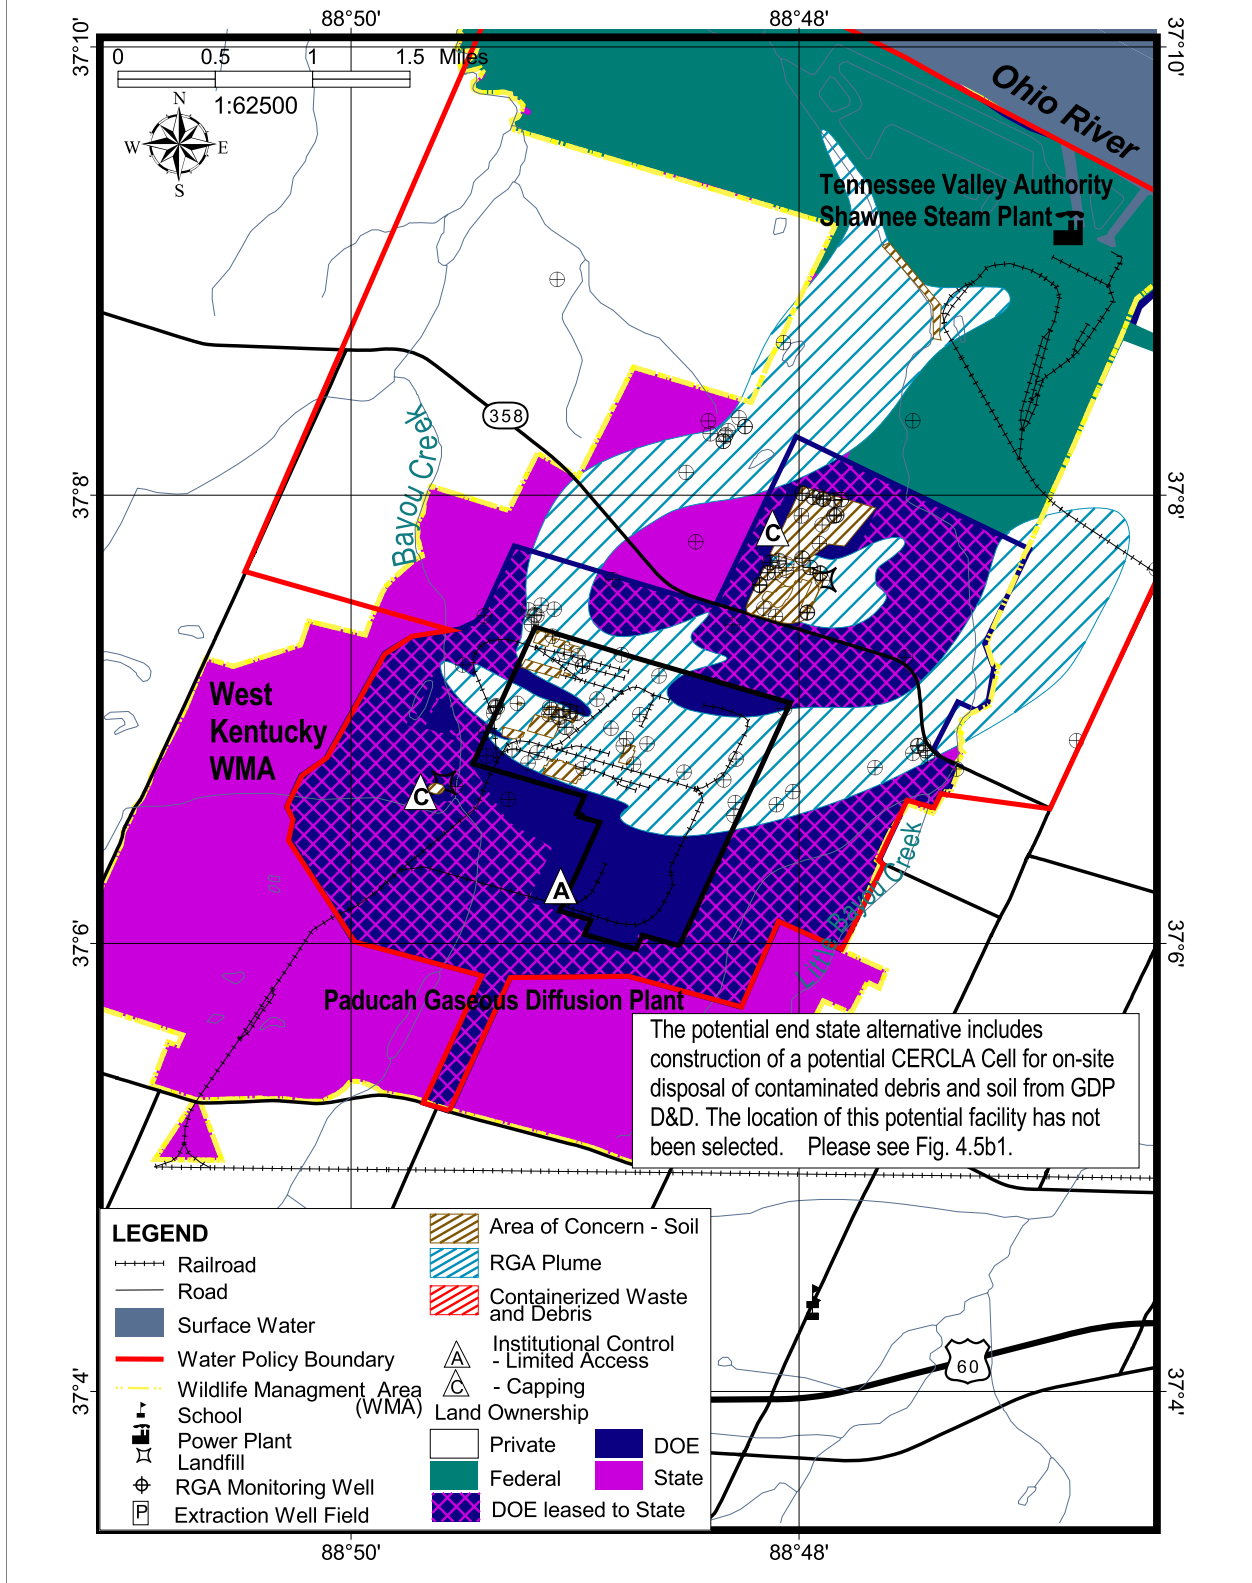 88°50'
88°48'
37°10'
37°10'
0 0.5 1 1.5 Miles
1:62500
N
W E
S
Ohio River
Tennessee Valley Authority
Shawnee Steam Plant
358
Bayou Creek
37°8'
37°8'
C
West
Kentucky
WMA
C
A
Little Bayou Creek
37°6'
37°6'
Paducah Gaseous Diffusion Plant
The potential end state alternative includes
construction of a potential CERCLA Cell for on-site
disposal of contaminated debris and soil from GDP
D&D. The location of this potential facility has not
been selected. Please see Fig. 4.5b1.
60
37°4'
37°4'
LEGEND
Railroad
Road
Surface Water
Water Policy Boundary
Wildlife Managment Area
(WMA)
School
Power Plant
Landfill
RGA Monitoring Well
P Extraction Well Field
Area of Concern - Soil
RGA Plume
Containerized Waste
and Debris
Institutional Control
A - Limited Access
C - Capping
Land Ownership
Private
DOE
Federal
State
DOE leased to State
88°50'
88°48'